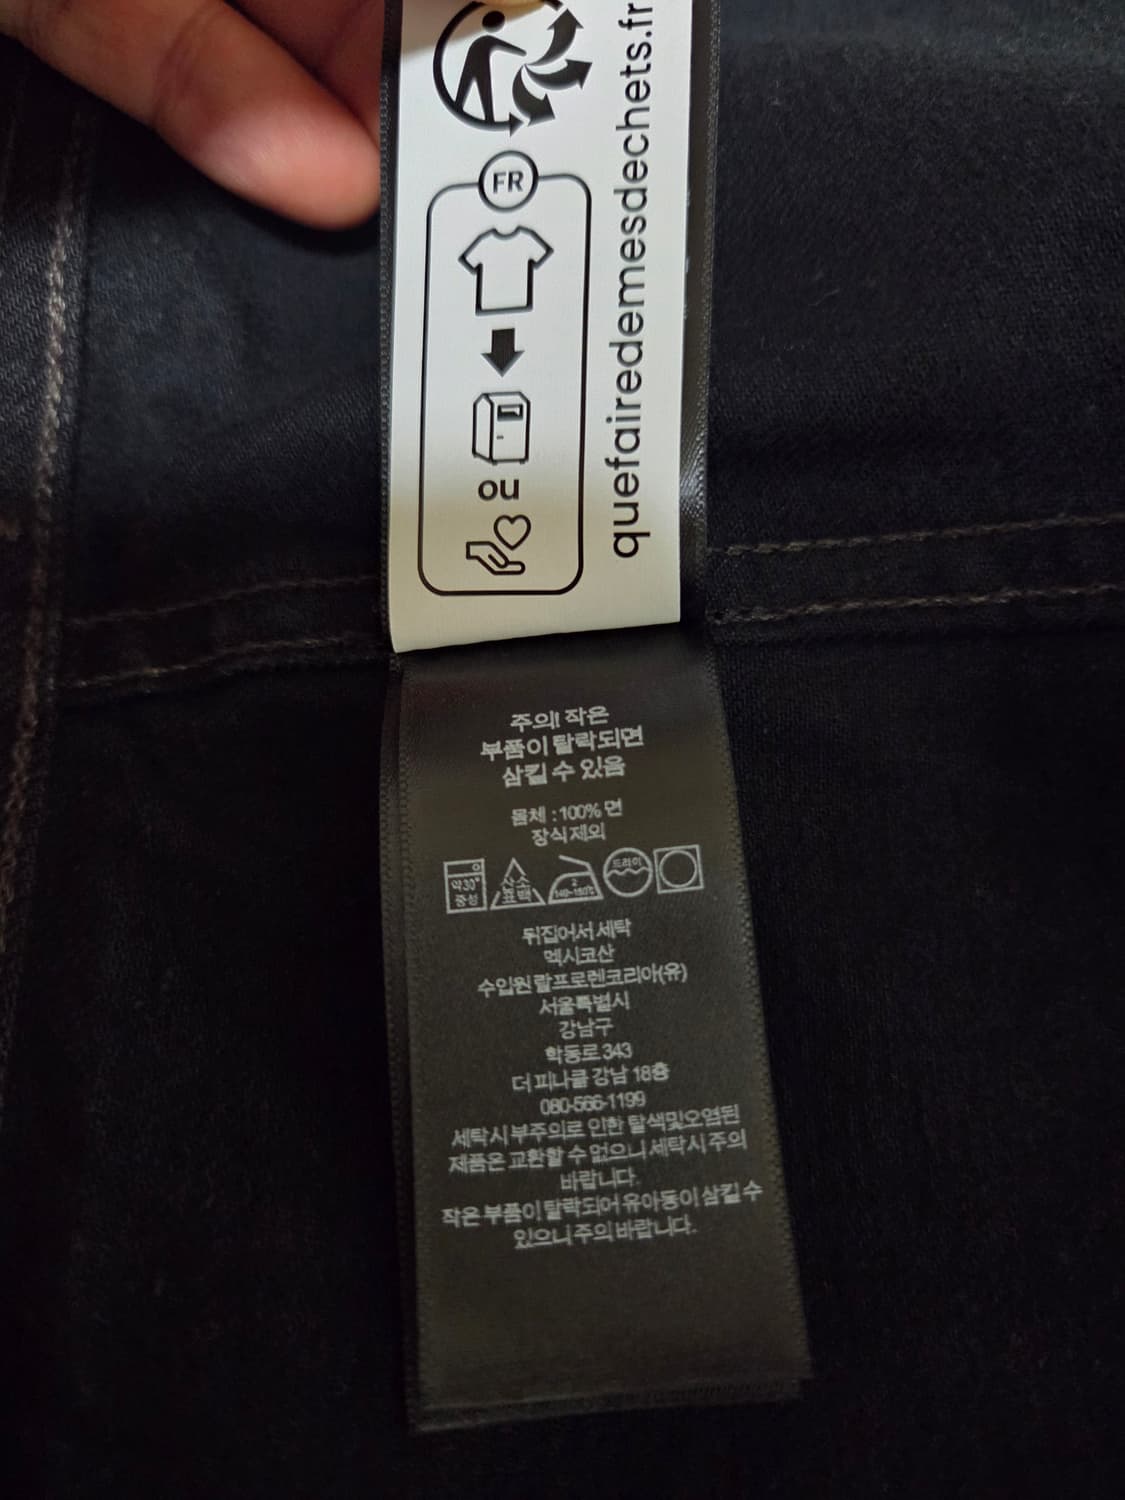 FR
ou
quefairedemesdechets.fr
주의! 작은
부품이 탈락되면
삼킬 수 있음
몸체 : 100% 면
장식 제외
약30°
중성
산소
표백
2
140~160℃
드라이
뒤집어서 세탁
멕시코산
수입원 랄프로렌코리아(유)
서울특별시
강남구
학동로 343
더 피나클 강남 18층
080-566-1199
세탁시 부주의로 인한 탈색및오염된
제품은 교환할 수 없으니 세탁시 주의
바랍니다.
작은 부품이 탈락되어 유아동이 삼킬 수
있으니 주의 바랍니다.